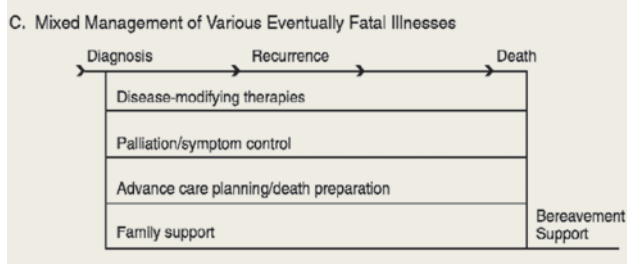 C. Mixed Management of Various Eventually Fatal Illnesses
Diagnosis Recurrence Death
Disease-modifying therapies
Palliation/symptom control
Advance care planning/death preparation
Family support
Bereavement
Support